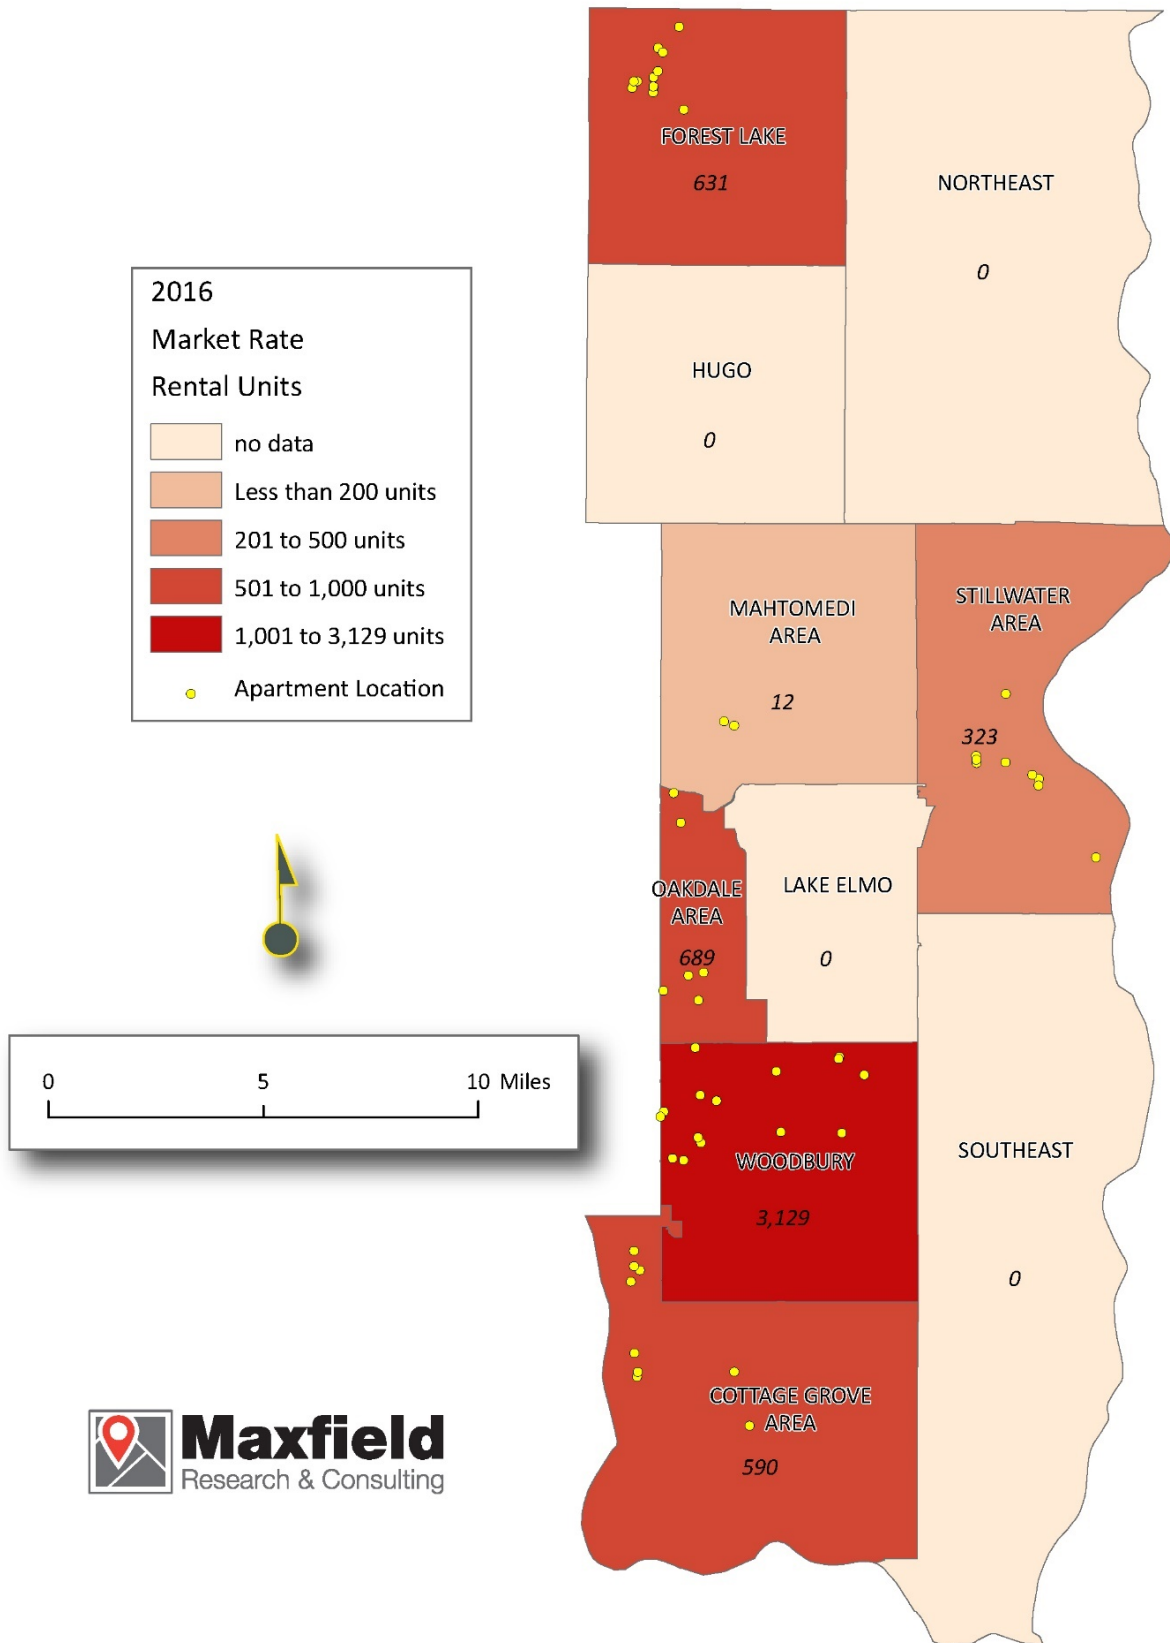 FOREST LAKE
631
NORTHEAST
0
2016
Market Rate
Rental Units
no data
Less than 200 units
201 to 500 units
501 to 1,000 units
1,001 to 3,129 units
Apartment Location
HUGO
0
MAHTOMEDI
AREA
12
STILLWATER
AREA
323
OAKDALE
AREA
689
LAKE ELMO
0
0 5 10 Miles
WOODBURY
3,129
SOUTHEAST
0
COTTAGE GROVE
AREA
590
Maxfield
Research & Consulting